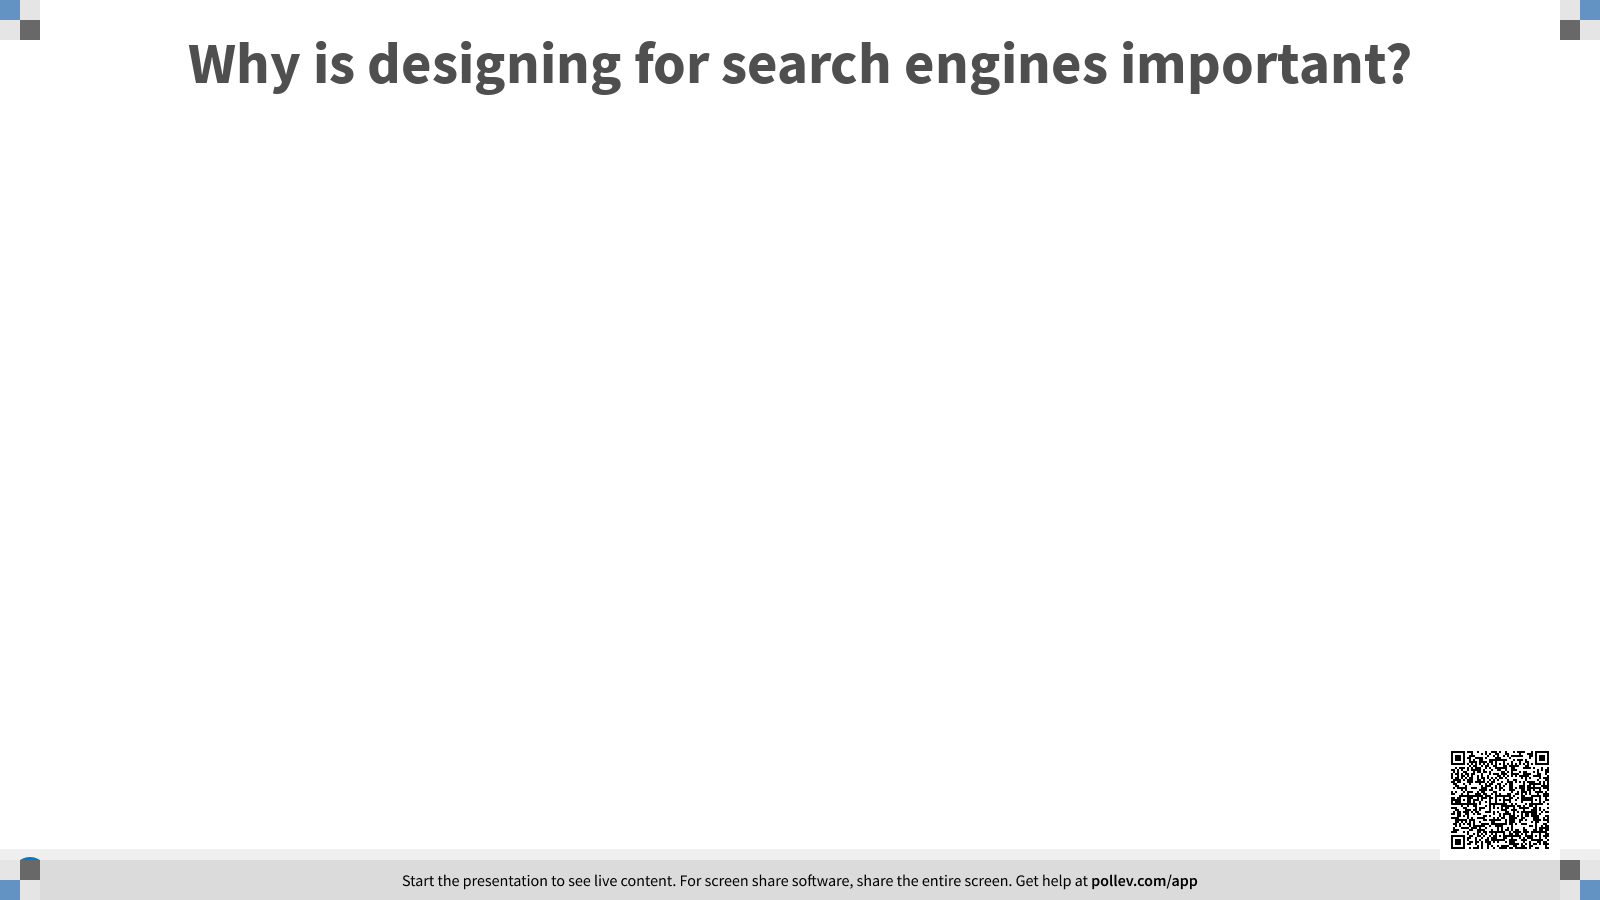 Why is designing for search engines important?
Start the presentation to see live content. For screen share software, share the entire screen. Get help at pollev.com/app